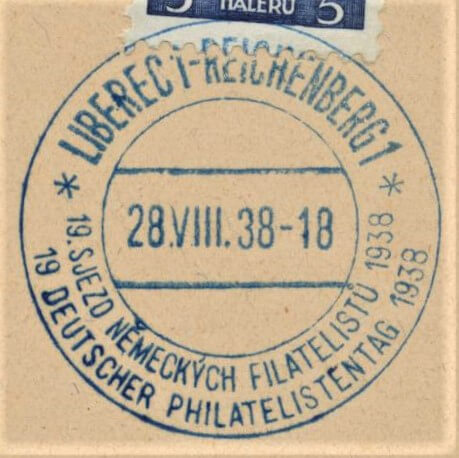 5 HALÉRŮ 5
LIBEREC 1-REICHENBERG 1
28.VIII.38-18
* 19. SJEZD NĚMECKÝCH FILATELISTŮ 1938 *
19 DEUTSCHER PHILATELISTENTAG 1938